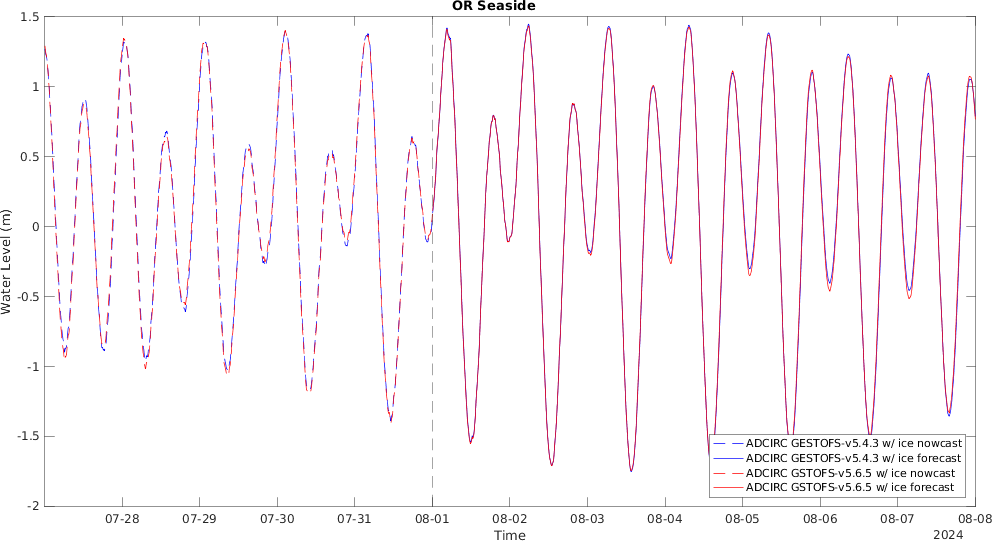 OR Seaside
1.5
1
0.5
0
-0.5
-1
-1.5
-2
Water Level (m)
ADCIRC GESTOFS-v5.4.3 w/ ice nowcast
ADCIRC GESTOFS-v5.4.3 w/ ice forecast
ADCIRC GSTOFS-v5.6.5 w/ ice nowcast
ADCIRC GSTOFS-v5.6.5 w/ ice forecast
07-28 07-29 07-30 07-31 08-01 08-02 08-03 08-04 08-05 08-06 08-07 08-08
Time
2024